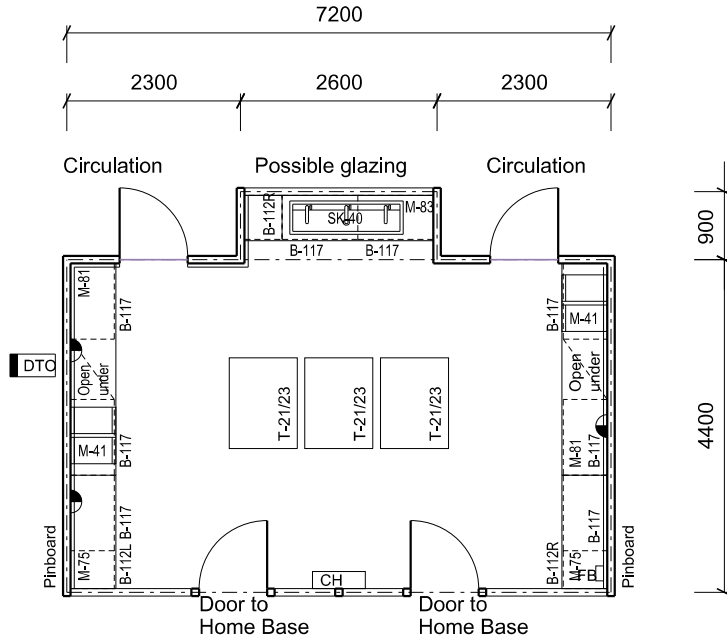 7200
2300
2600
2300
Circulation
Possible glazing
Circulation
900
B-112R
SK-40
M-83
B-117
B-117
M-81
B-117
B-117
M-41
DTO
Open
under
Open
under
4400
T-21/23
T-21/23
T-21/23
M-41
B-117
M-81
B-117
B-117
B-117
Pinboard
M-75
B-112L
CH
B-112R
M-75
FB
Pinboard
Door to
Home Base
Door to
Home Base